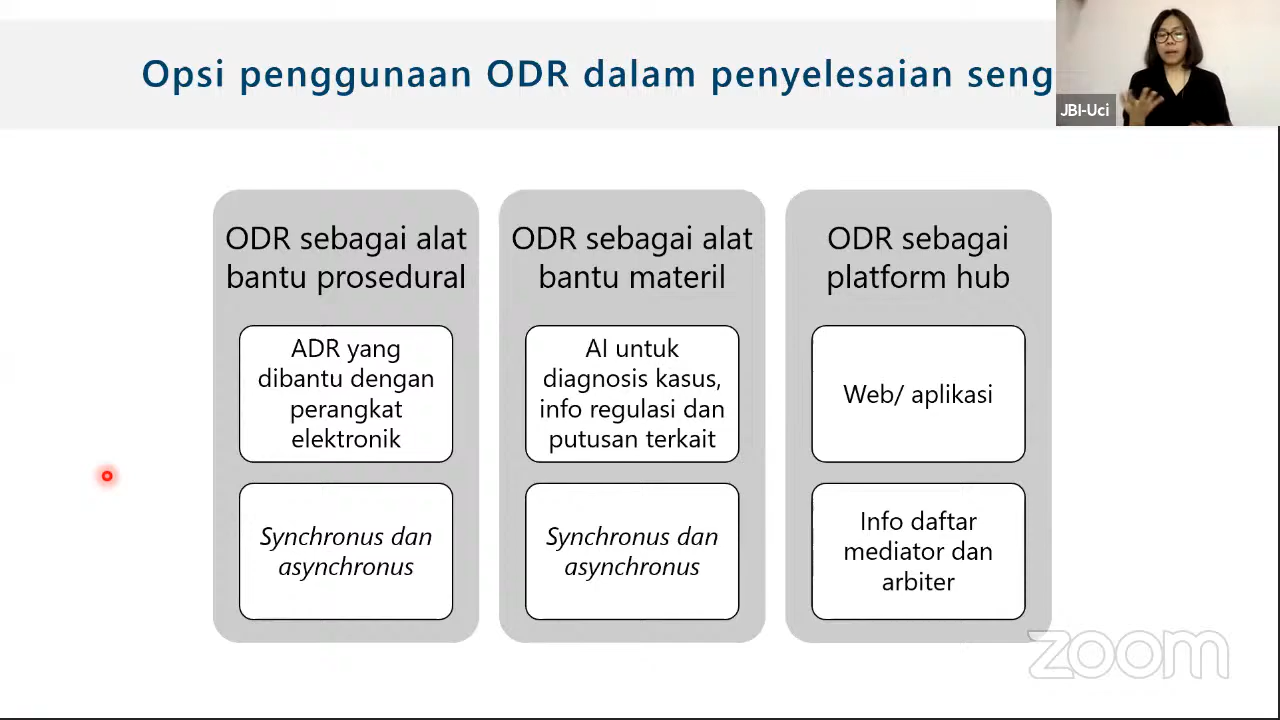 Opsi penggunaan ODR dalam penyelesaian seng
JBI-Uci
ODR sebagai alat
bantu prosedural
ADR yang
dibantu dengan
perangkat
elektronik
Synchronus dan
asynchronus
ODR sebagai alat
bantu materil
AI untuk
diagnosis kasus,
info regulasi dan
putusan terkait
Synchronus dan
asynchronus
ODR sebagai
platform hub
Web/ aplikasi
Info daftar
mediator dan
arbiter
zoom